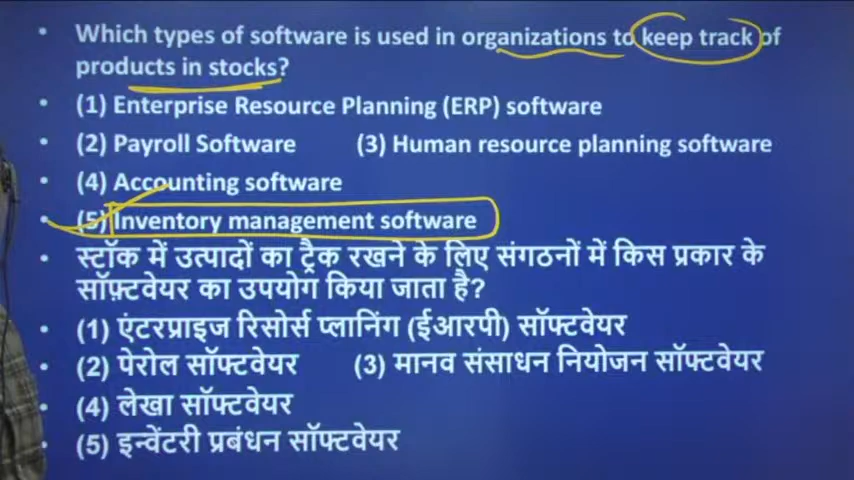 • Which types of software is used in organizations to keep track of
products in stocks?
• (1) Enterprise Resource Planning (ERP) software
• (2) Payroll Software (3) Human resource planning software
• (4) Accounting software
• (5) Inventory management software
• स्टॉक में उत्पादों का ट्रैक रखने के लिए संगठनों में किस प्रकार के
सॉफ़्टवेयर का उपयोग किया जाता है?
• (1) एंटरप्राइज रिसोर्स प्लानिंग (ईआरपी) सॉफ्टवेयर
• (2) पेरोल सॉफ्टवेयर (3) मानव संसाधन नियोजन सॉफ्टवेयर
• (4) लेखा सॉफ्टवेयर
• (5) इन्वेंटरी प्रबंधन सॉफ्टवेयर